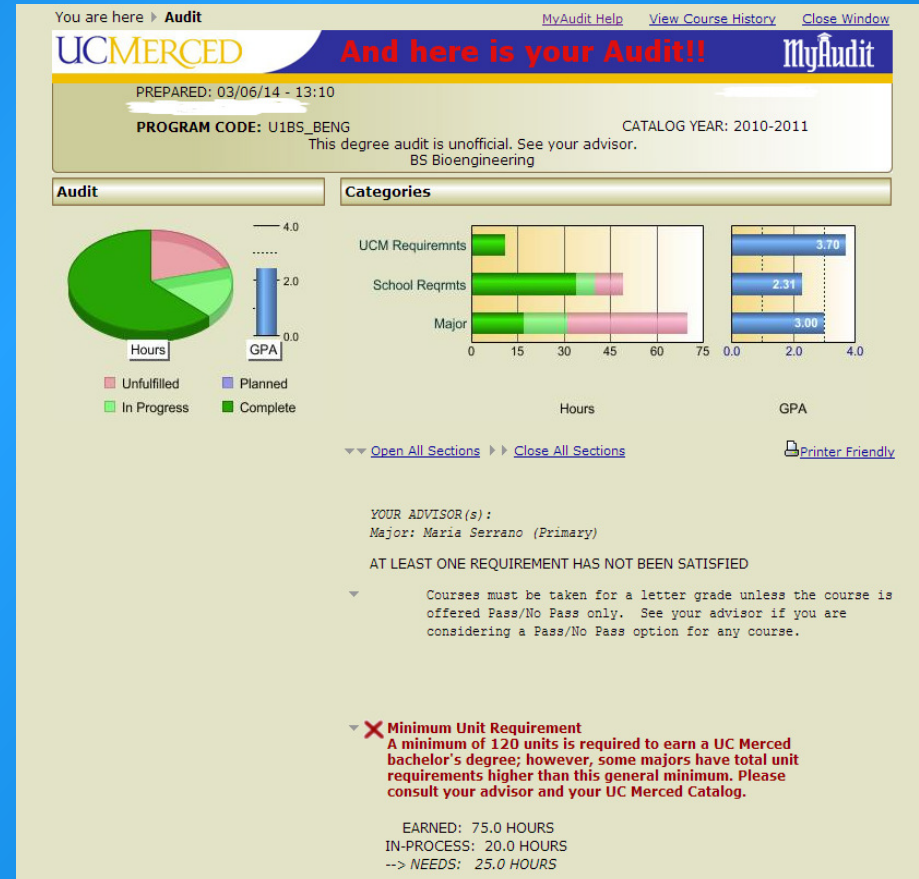 You are here Audit MyAudit Help View Course History Close Window
UCMERCED And here is your Audit!! MyAudit
PREPARED: 03/06/14 - 13:10
PROGRAM CODE: U1BS_BENG CATALOG YEAR: 2010-2011
This degree audit is unofficial. See your advisor.
BS Bioengineering
Audit Categories
4.0
2.0
0.0
Hours GPA
Unfulfilled Planned
In Progress Complete
UCM Requiremnts 3.70
School Reqrmts 2.31
Major 3.00
0 15 30 45 60 75 0.0 2.0 4.0
Hours GPA
Open All Sections Close All Sections Printer Friendly
YOUR ADVISOR(s):
Major: Maria Serrano (Primary)
AT LEAST ONE REQUIREMENT HAS NOT BEEN SATISFIED
Courses must be taken for a letter grade unless the course is
offered Pass/No Pass only. See your advisor if you are
considering a Pass/No Pass option for any course.
Minimum Unit Requirement
A minimum of 120 units is required to earn a UC Merced
bachelor's degree; however, some majors have total unit
requirements higher than this general minimum. Please
consult your advisor and your UC Merced Catalog.
EARNED: 75.0 HOURS
IN-PROCESS: 20.0 HOURS
--> NEEDS: 25.0 HOURS